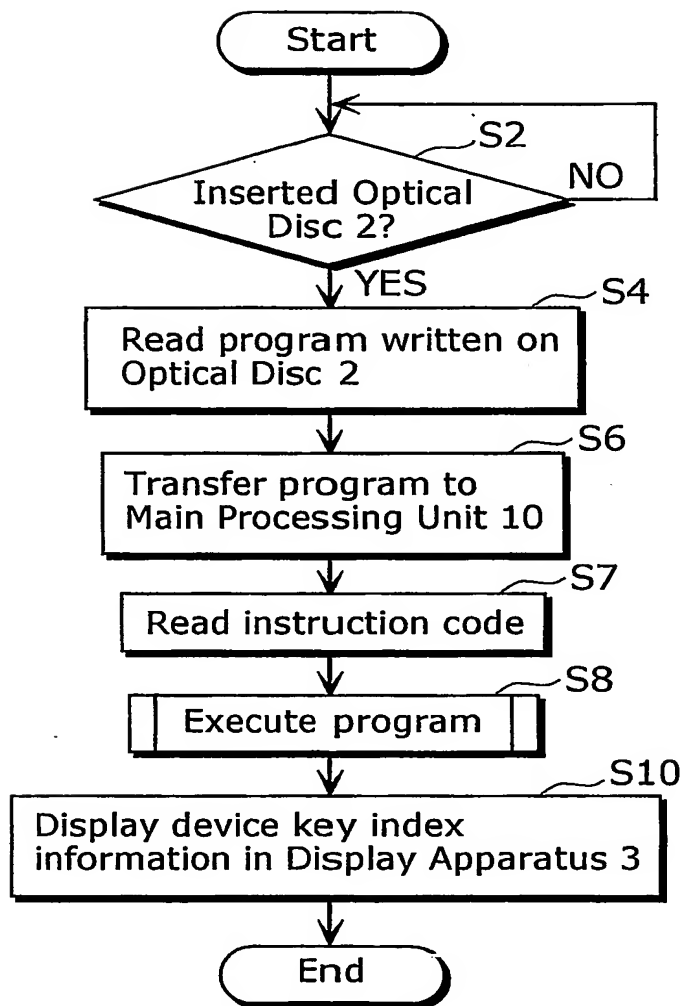 Start
S2
Inserted Optical
Disc 2?
NO
YES
S4
Read program written on
Optical Disc 2
S6
Transfer program to
Main Processing Unit 10
S7
Read instruction code
S8
Execute program
S10
Display device key index
information in Display Apparatus 3
End